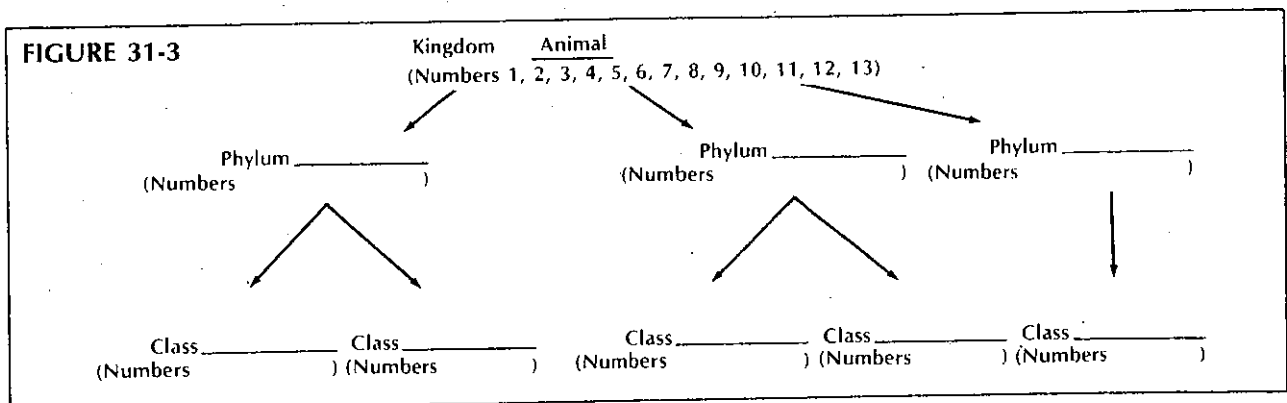 FIGURE 31-3
Kingdom Animal
(Numbers 1, 2, 3, 4, 5, 6, 7, 8, 9, 10, 11, 12, 13)
Phylum Phylum Phylum
(Numbers ) (Numbers ) (Numbers )
Class Class Class Class Class
(Numbers ) (Numbers ) (Numbers ) (Numbers ) (Numbers )